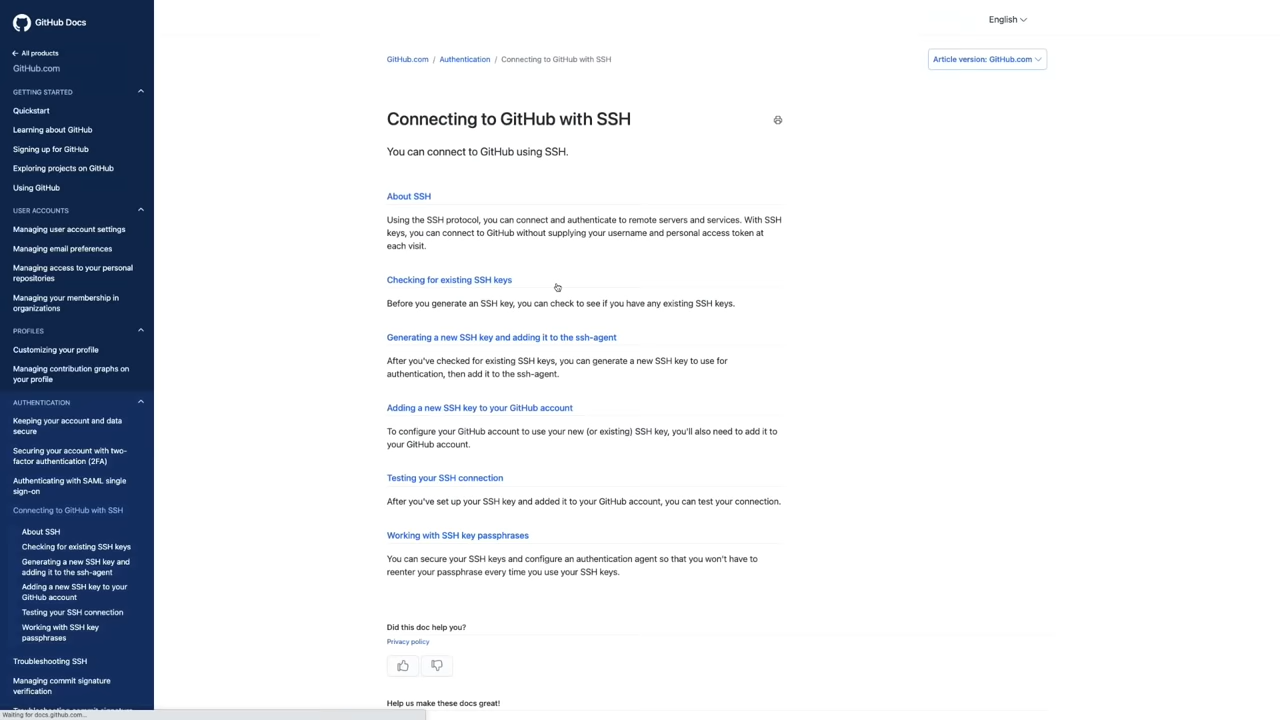 GitHub Docs
All products
GitHub.com
GETTING STARTED
Quickstart
Learning about GitHub
Signing up for GitHub
Exploring projects on GitHub
Using GitHub
USER ACCOUNTS
Managing user account settings
Managing email preferences
Managing access to your personal
repositories
Managing your membership in
organizations
PROFILES
Customizing your profile
Managing contribution graphs on
your profile
AUTHENTICATION
Keeping your account and data
secure
Securing your account with two-
factor authentication (2FA)
Authenticating with SAML single
sign-on
Connecting to GitHub with SSH
About SSH
Checking for existing SSH keys
Generating a new SSH key and
adding it to the ssh-agent
Adding a new SSH key to your
GitHub account
Testing your SSH connection
Working with SSH key
passphrases
Troubleshooting SSH
Managing commit signature
verification
Troubleshooting commit signature
Waiting for docs.github.com...
English
GitHub.com / Authentication / Connecting to GitHub with SSH
Article version: GitHub.com
Connecting to GitHub with SSH
You can connect to GitHub using SSH.
About SSH
Using the SSH protocol, you can connect and authenticate to remote servers and services. With SSH
keys, you can connect to GitHub without supplying your username and personal access token at
each visit.
Checking for existing SSH keys
Before you generate an SSH key, you can check to see if you have any existing SSH keys.
Generating a new SSH key and adding it to the ssh-agent
After you've checked for existing SSH keys, you can generate a new SSH key to use for
authentication, then add it to the ssh-agent.
Adding a new SSH key to your GitHub account
To configure your GitHub account to use your new (or existing) SSH key, you'll also need to add it to
your GitHub account.
Testing your SSH connection
After you've set up your SSH key and added it to your GitHub account, you can test your connection.
Working with SSH key passphrases
You can secure your SSH keys and configure an authentication agent so that you won't have to
reenter your passphrase every time you use your SSH keys.
Did this doc help you?
Privacy policy
Help us make these docs great!